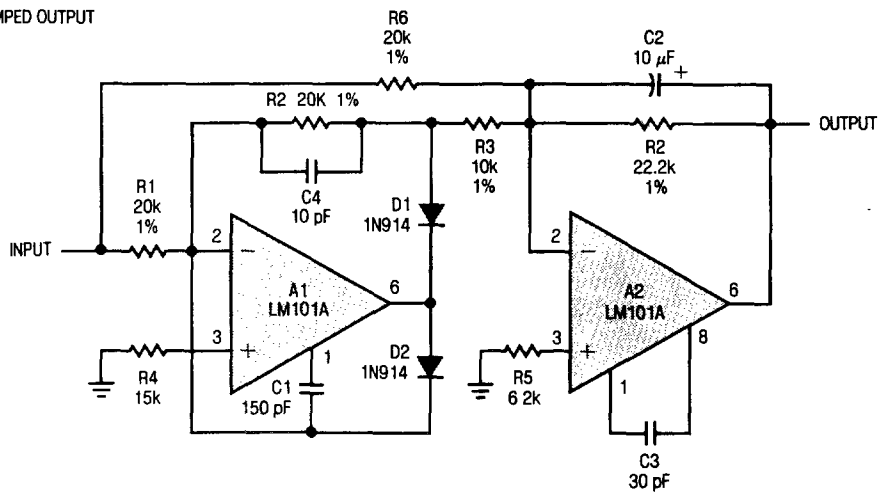 MPED OUTPUT
R6
20k
1%
C2
10 μF
+
R2 20K 1%
OUTPUT
R3
10k
1%
R2
22.2k
1%
C4
10 pF
R1
20k
1%
D1
1N914
INPUT
2
−
A1
LM101A
6
3
+
1
R4
15k
C1
150 pF
D2
1N914
2
−
A2
LM101A
6
3
+
8
R5
6 2k
1
C3
30 pF